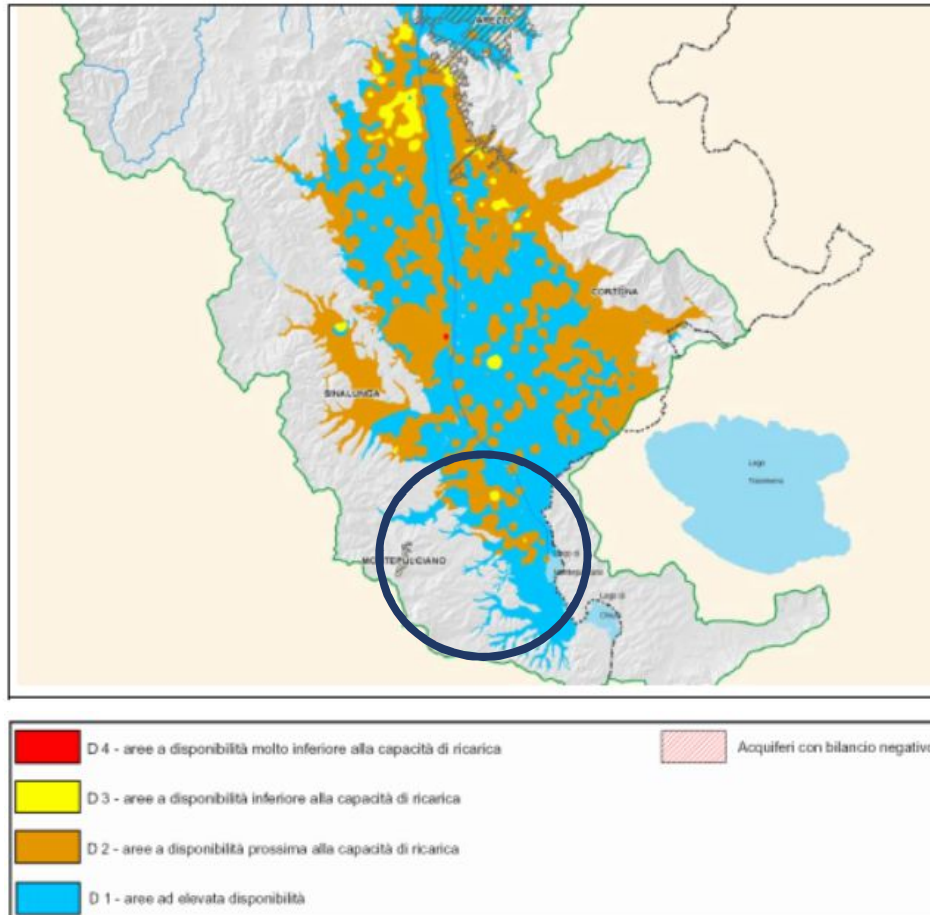 AREZZO
CORTONA
SINALUNGA
Lago
Trasimeno
MONTEPULCIANO
Lago di
Montepulciano
Lago di
Chiusi
D 4 - aree a disponibilità molto inferiore alla capacità di ricarica
Acquiferi con bilancio negativo
D 3 - aree a disponibilità inferiore alla capacità di ricarica
D 2 - aree a disponibilità prossima alla capacità di ricarica
D 1 - aree ad elevata disponibilità